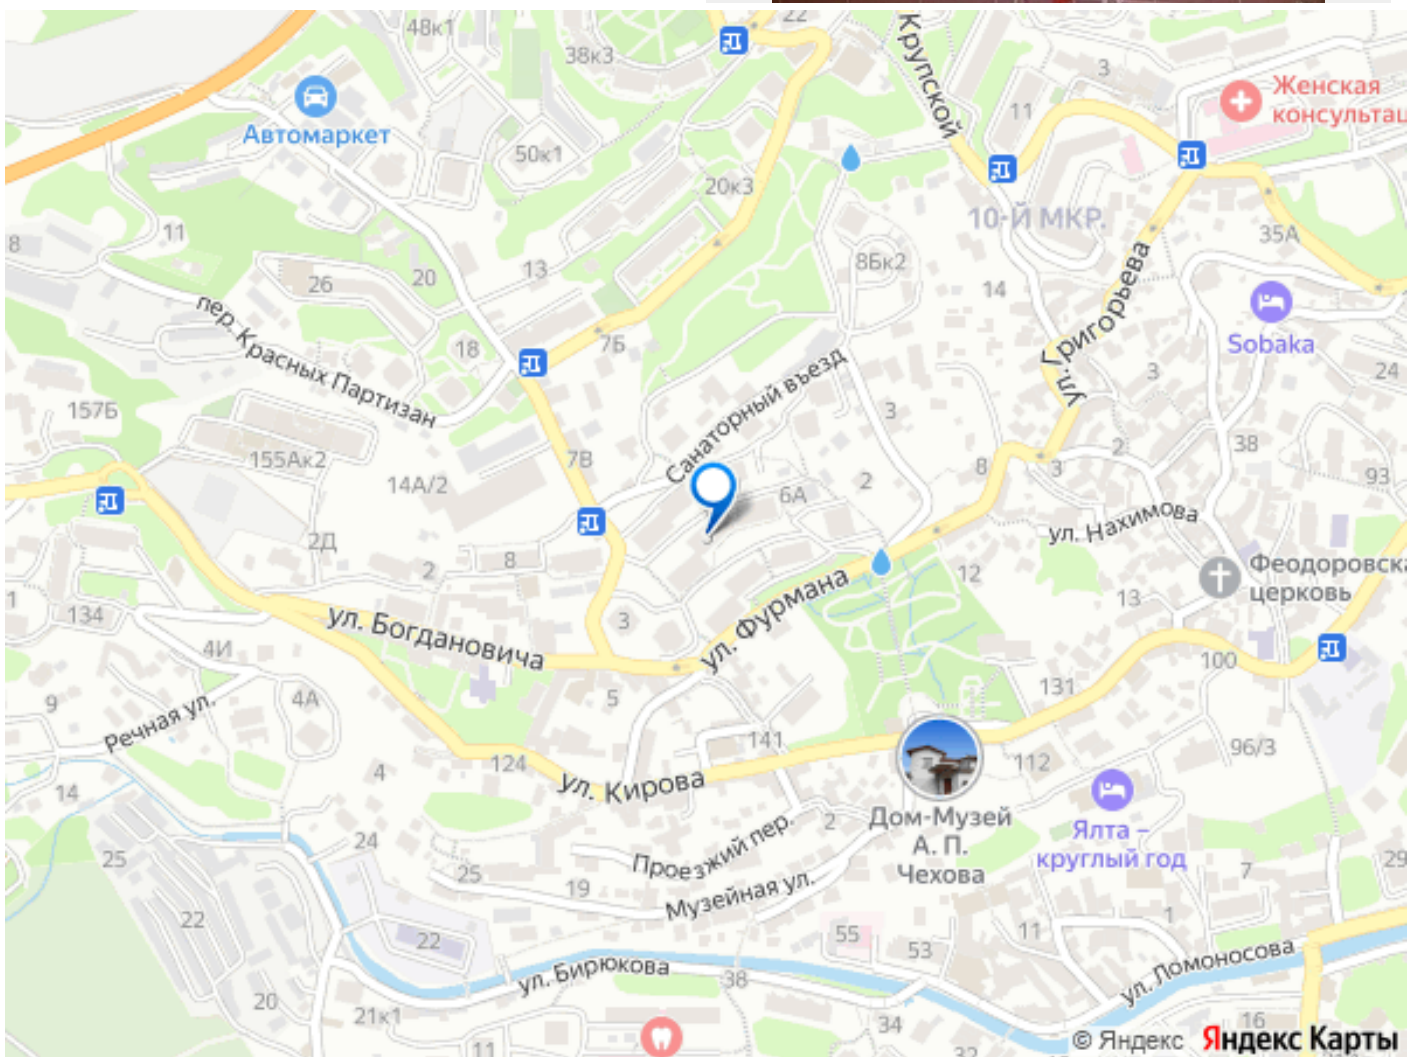 22
48к1
38к3
Крупской
3
Женская
консультац
11
Автомаркет
50к1
20к3
10-Й МКР.
11
8
35А
20
13
8Бк2
26
14
ул. Григорьева
пер. Красных Партизан
18
7Б
Sobaka
3
24
157Б
Санаторный въезд
3
38
2
155Ак2
7В
8
3
93
14А/2
6А
2
ул. Нахимова
3
2Д
8
2
12
Феодоровска
церковь
1
134
ул. Богдановича
3
ул. Фурмана
13
4И
100
9
4А
5
131
Речная ул.
141
96/3
124
112
4
ул. Кирова
14
Дом-Музей
А. П.
Чехова
2
Ялта –
круглый год
24
Проезжий пер.
25
25
19
7
29
Музейная ул.
22
1
22
55
53
11
ул. Ломоносова
ул. Бирюкова
38
20
21к1
34
16
11
32
© Яндекс Яндекс Карты